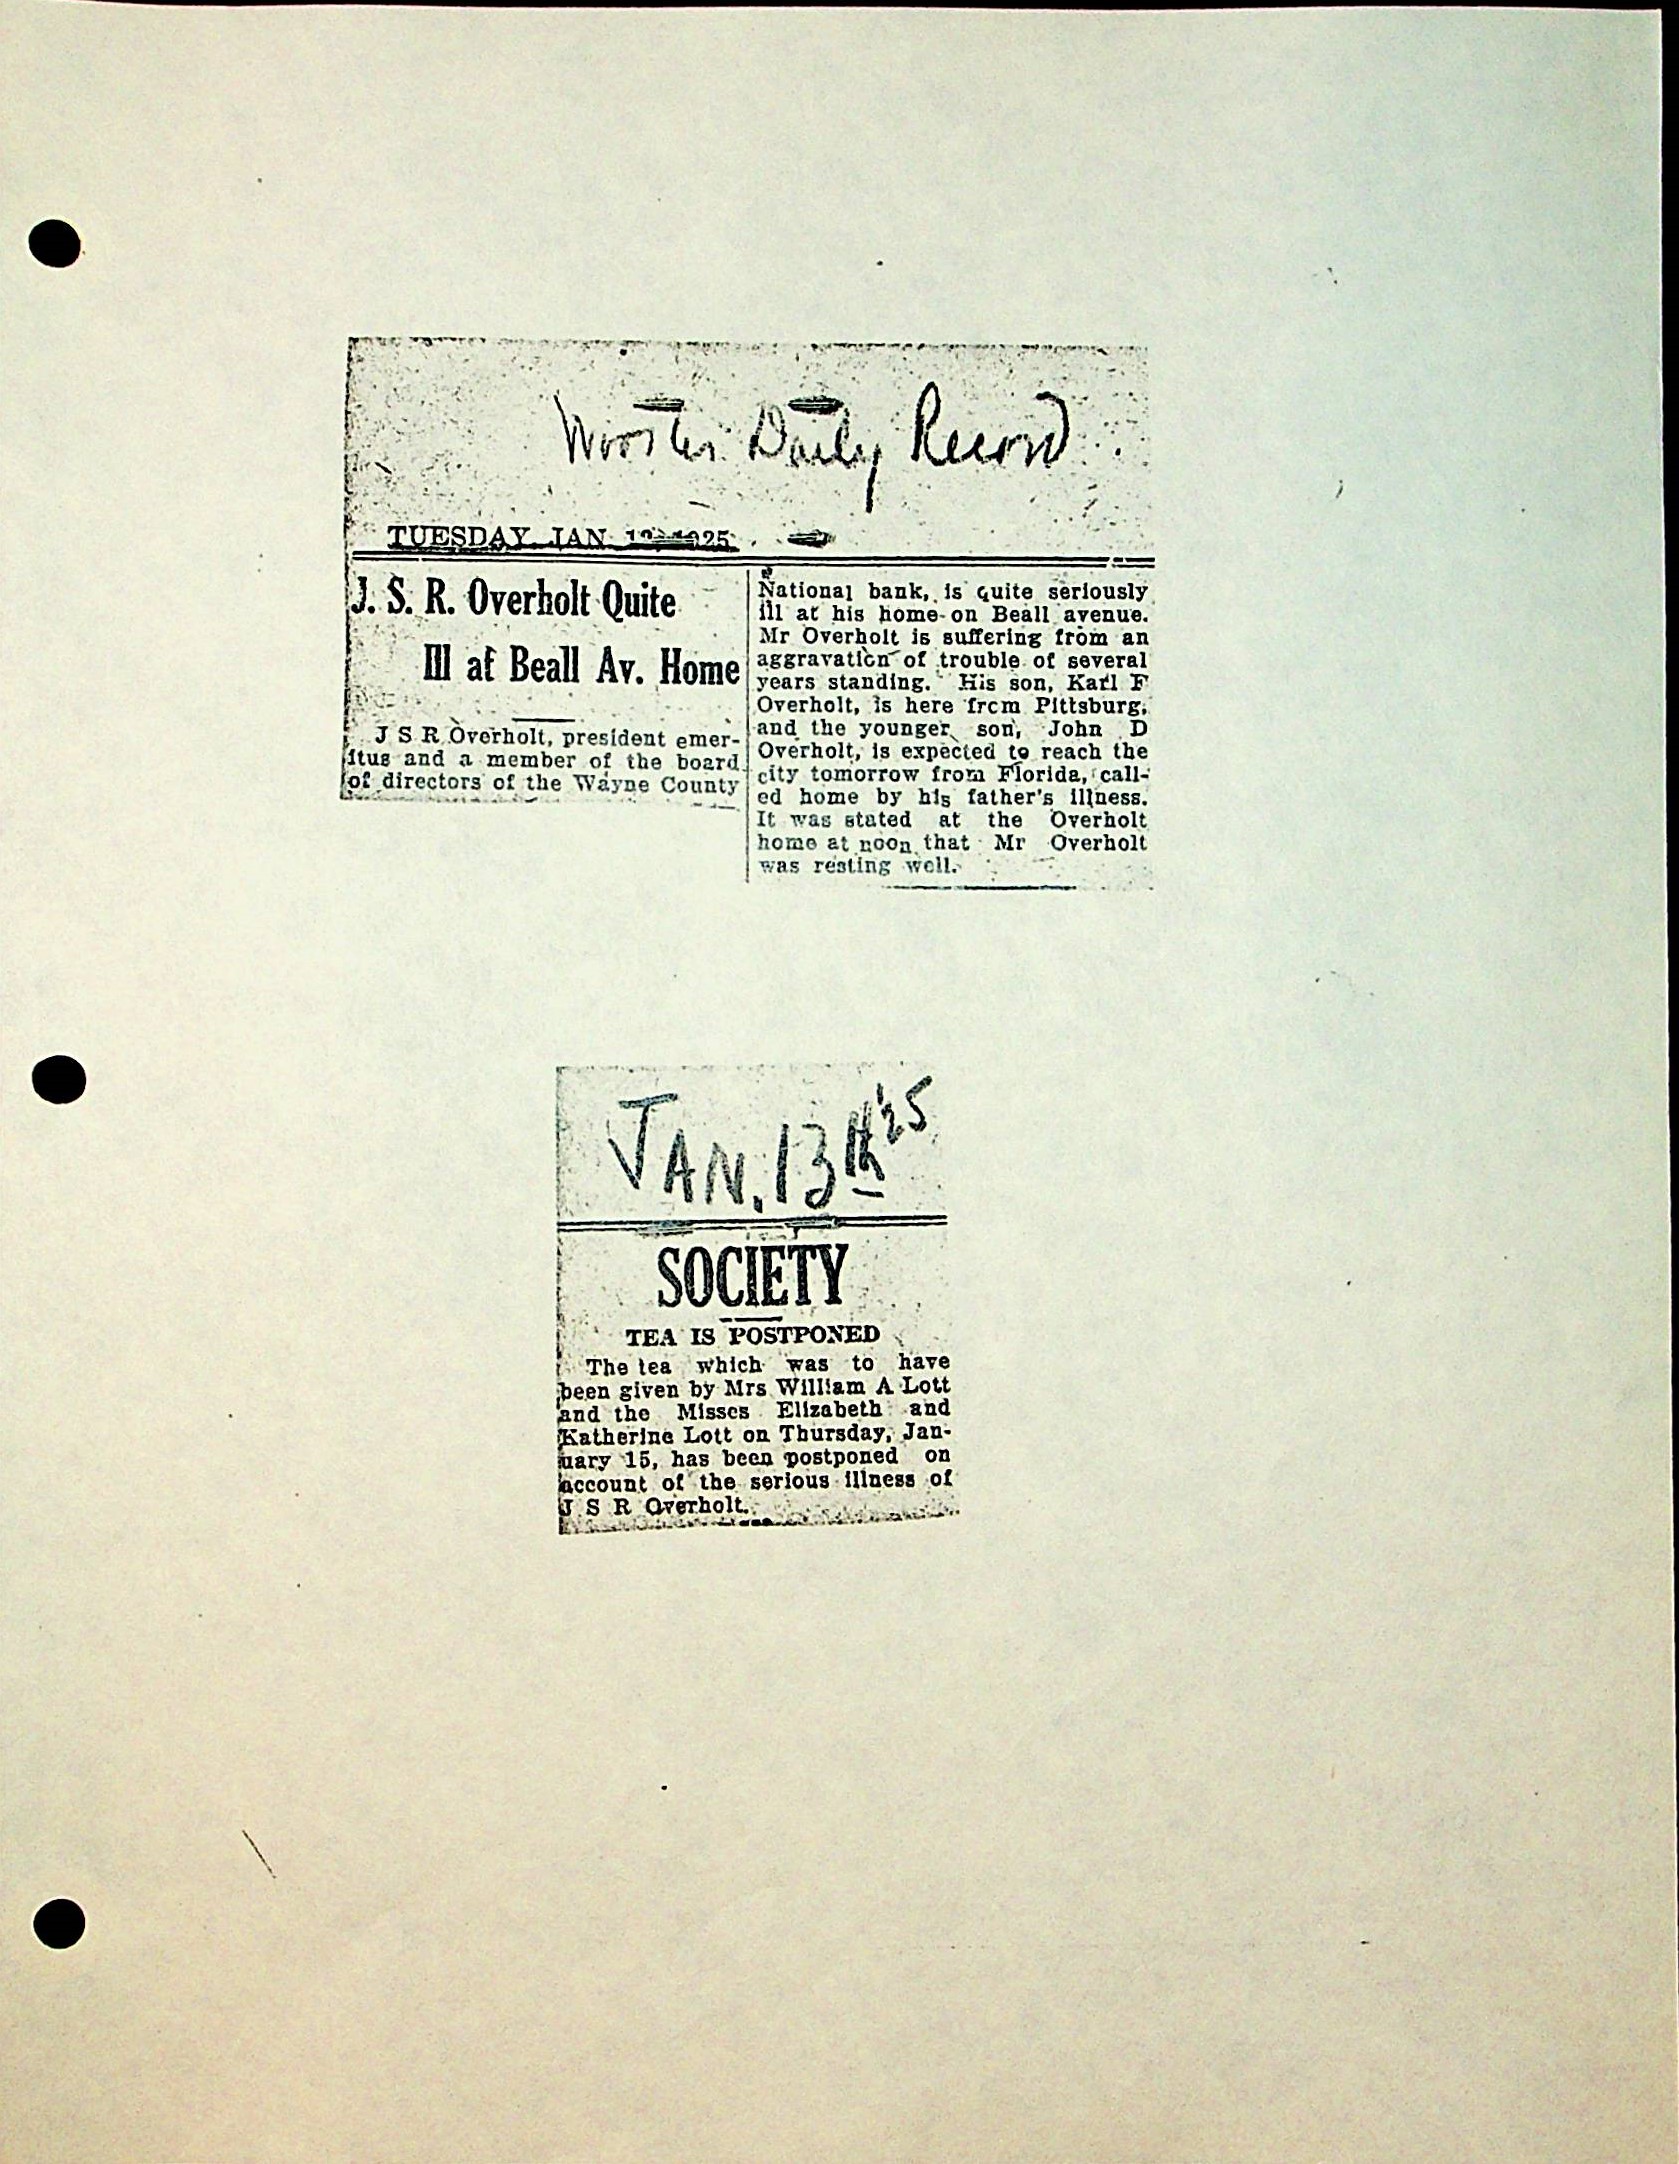 Wooster Daily Record
TUESDAY JAN 13, 1925
J. S. R. Overholt Quite
Ill at Beall Av. Home
J S R Overholt, president emer-
itus and a member of the board
of directors of the Wayne County
National bank, is quite seriously
ill at his home on Beall avenue.
Mr Overholt is suffering from an
aggravation of trouble of several
years standing. His son, Karl F
Overholt, is here from Pittsburg,
and the younger son, John D
Overholt, is expected to reach the
city tomorrow from Florida, call-
ed home by his father's illness.
It was stated at the Overholt
home at noon that Mr Overholt
was resting well.
JAN. 13th '25
SOCIETY
TEA IS POSTPONED
The tea which was to have
been given by Mrs William A Lott
and the Misses Elizabeth and
Katherine Lott on Thursday, Jan-
uary 15, has been postponed on
account of the serious illness of
J S R Overholt.